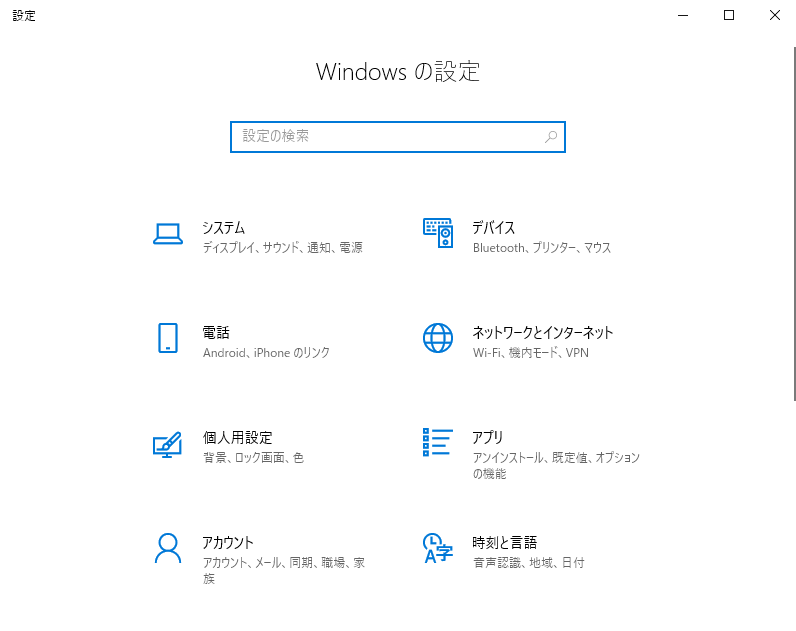 設定
Windows の設定
設定の検索
システム
ディスプレイ、サウンド、通知、電源
デバイス
Bluetooth、プリンター、マウス
電話
Android、iPhone のリンク
ネットワークとインターネット
Wi-Fi、機内モード、VPN
個人用設定
背景、ロック画面、色
アプリ
アンインストール、既定値、オプション
の機能
アカウント
アカウント、メール、同期、職場、家
族
時刻と言語
音声認識、地域、日付